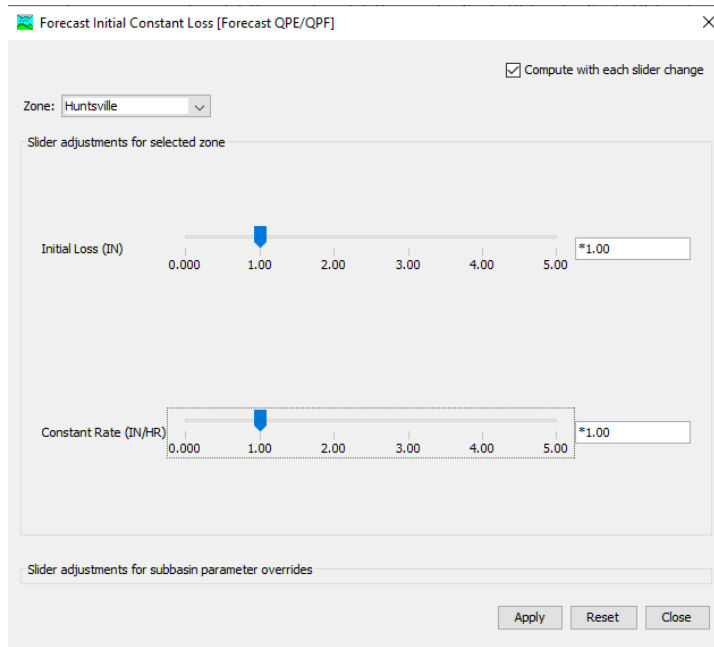 Forecast Initial Constant Loss [Forecast QPE/QPF]
Compute with each slider change
Zone: Huntsville
Slider adjustments for selected zone
Initial Loss (IN) *1.00
0.000 1.00 2.00 3.00 4.00 5.00
Constant Rate (IN/HR) *1.00
0.000 1.00 2.00 3.00 4.00 5.00
Slider adjustments for subbasin parameter overrides
Apply Reset Close